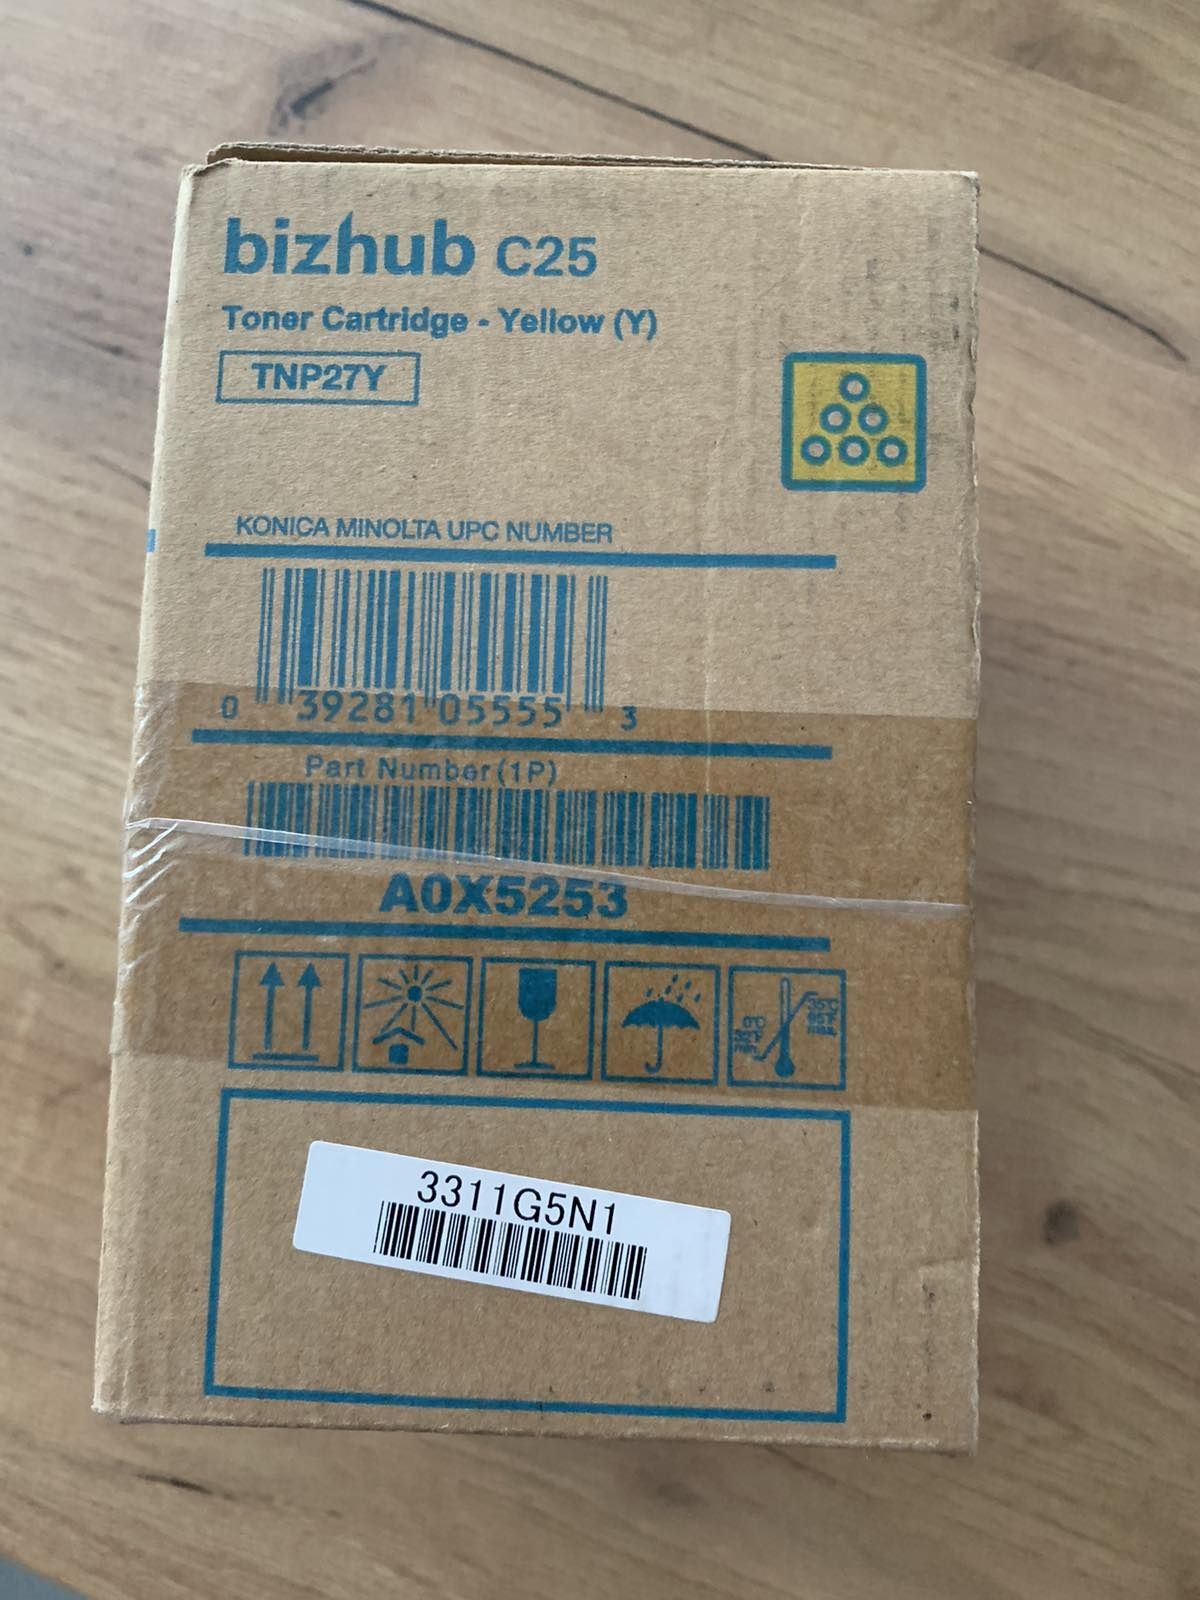 bizhub C25
Toner Cartridge - Yellow (Y)
TNP27Y
KONICA MINOLTA UPC NUMBER
0 39281 05555 3
Part Number (1P)
A0X5253
35°C
3311G5N1